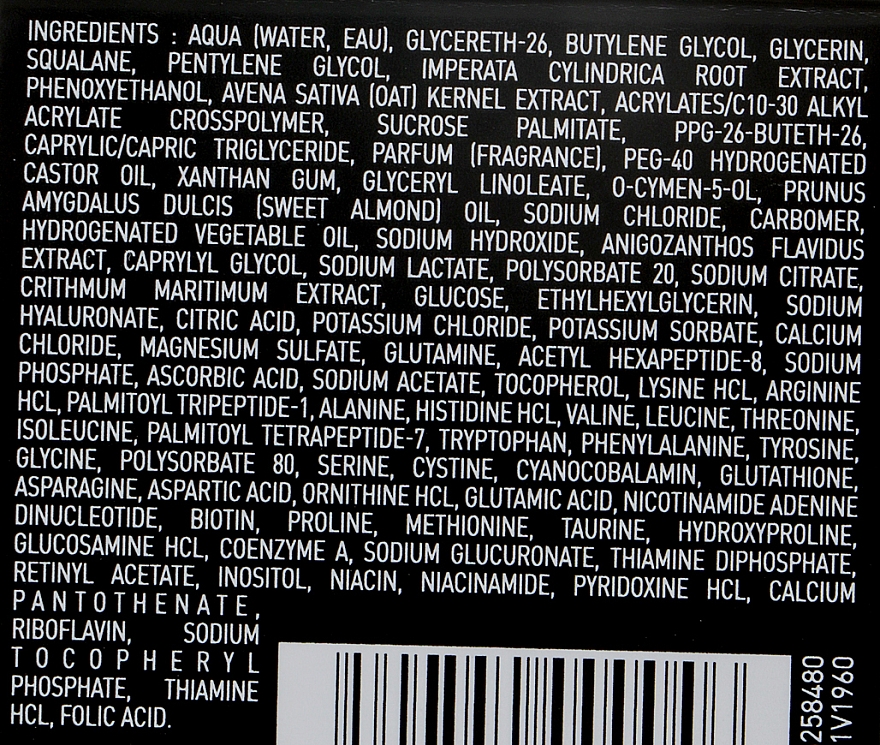 INGREDIENTS : AQUA (WATER, EAU), GLYCERETH-26, BUTYLENE GLYCOL, GLYCERIN,
SQUALANE, PENTYLENE GLYCOL, IMPERATA CYLINDRICA ROOT EXTRACT,
PHENOXYETHANOL, AVENA SATIVA (OAT) KERNEL EXTRACT, ACRYLATES/C10-30 ALKYL
ACRYLATE CROSSPOLYMER, SUCROSE PALMITATE, PPG-26-BUTETH-26,
CAPRYLIC/CAPRIC TRIGLYCERIDE, PARFUM (FRAGRANCE), PEG-40 HYDROGENATED
CASTOR OIL, XANTHAN GUM, GLYCERYL LINOLEATE, O-CYMEN-5-OL, PRUNUS
AMYGDALUS DULCIS (SWEET ALMOND) OIL, SODIUM CHLORIDE, CARBOMER,
HYDROGENATED VEGETABLE OIL, SODIUM HYDROXIDE, ANIGOZANTHOS FLAVIDUS
EXTRACT, CAPRYLYL GLYCOL, SODIUM LACTATE, POLYSORBATE 20, SODIUM CITRATE,
CRITHMUM MARITIMUM EXTRACT, GLUCOSE, ETHYLHEXYLGLYCERIN, SODIUM
HYALURONATE, CITRIC ACID, POTASSIUM CHLORIDE, POTASSIUM SORBATE, CALCIUM
CHLORIDE, MAGNESIUM SULFATE, GLUTAMINE, ACETYL HEXAPEPTIDE-8, SODIUM
PHOSPHATE, ASCORBIC ACID, SODIUM ACETATE, TOCOPHEROL, LYSINE HCL, ARGININE
HCL, PALMITOYL TRIPEPTIDE-1, ALANINE, HISTIDINE HCL, VALINE, LEUCINE, THREONINE,
ISOLEUCINE, PALMITOYL TETRAPEPTIDE-7, TRYPTOPHAN, PHENYLALANINE, TYROSINE,
GLYCINE, POLYSORBATE 80, SERINE, CYSTINE, CYANOCOBALAMIN, GLUTATHIONE,
ASPARAGINE, ASPARTIC ACID, ORNITHINE HCL, GLUTAMIC ACID, NICOTINAMIDE ADENINE
DINUCLEOTIDE, BIOTIN, PROLINE, METHIONINE, TAURINE, HYDROXYPROLINE,
GLUCOSAMINE HCL, COENZYME A, SODIUM GLUCURONATE, THIAMINE DIPHOSPHATE,
RETINYL ACETATE, INOSITOL, NIACIN, NIACINAMIDE, PYRIDOXINE HCL, CALCIUM
PANTOTHENATE,
RIBOFLAVIN, SODIUM
TOCOPHERYL
PHOSPHATE, THIAMINE
HCL, FOLIC ACID.
258480
1V1960